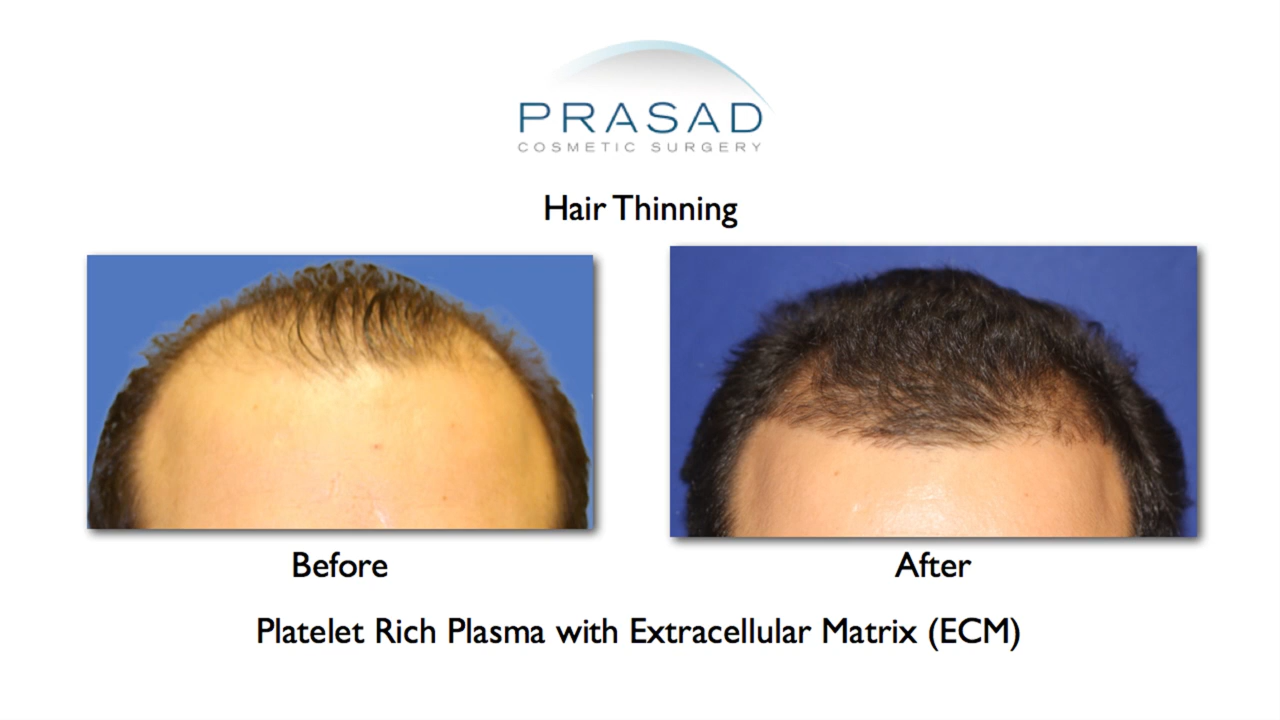 PRASAD
COSMETIC SURGERY
Hair Thinning
Before
After
Platelet Rich Plasma with Extracellular Matrix (ECM)